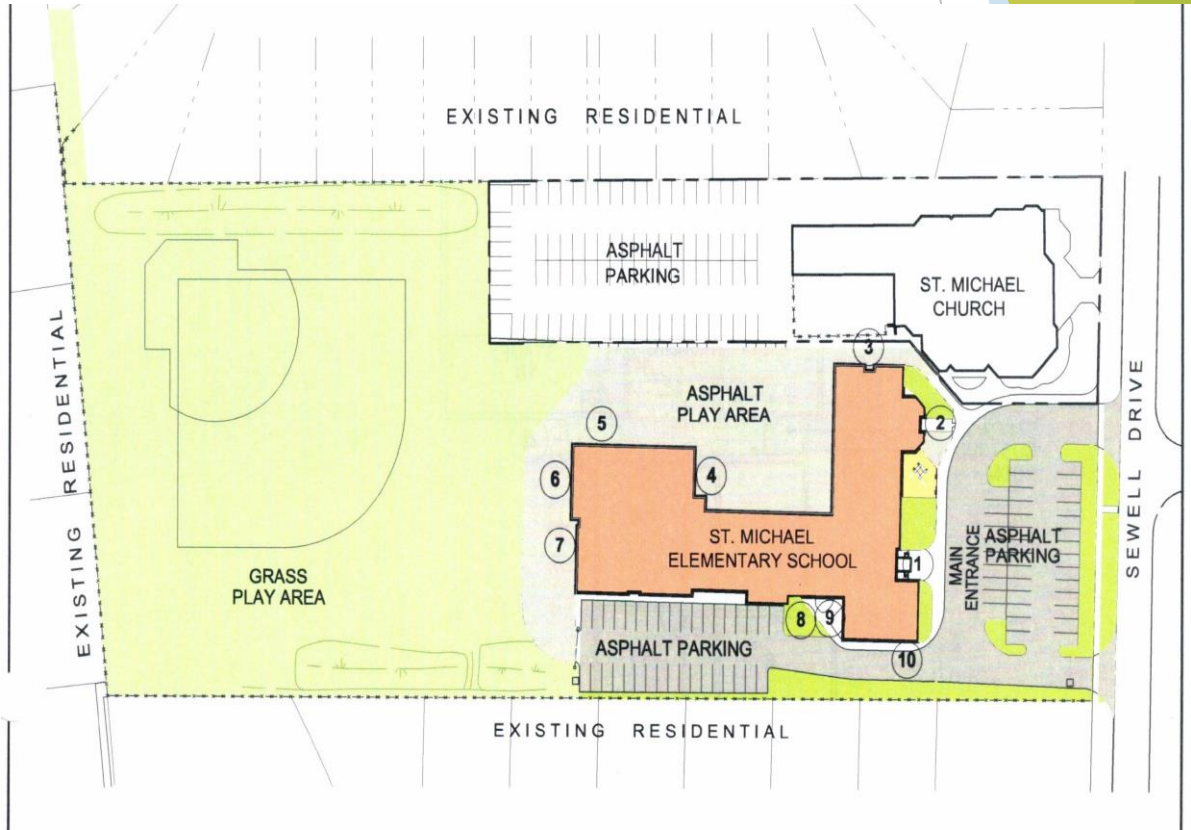 EXISTING RESIDENTIAL
ASPHALT
PARKING
ST. MICHAEL
CHURCH
3
ASPHALT
PLAY AREA
2
5
4
6
EXISTING RESIDENTIAL
SEWELL DRIVE
7
ST. MICHAEL
ELEMENTARY SCHOOL
1
MAIN
ENTRANCE
ASPHALT
PARKING
GRASS
PLAY AREA
8
9
ASPHALT PARKING
10
EXISTING RESIDENTIAL